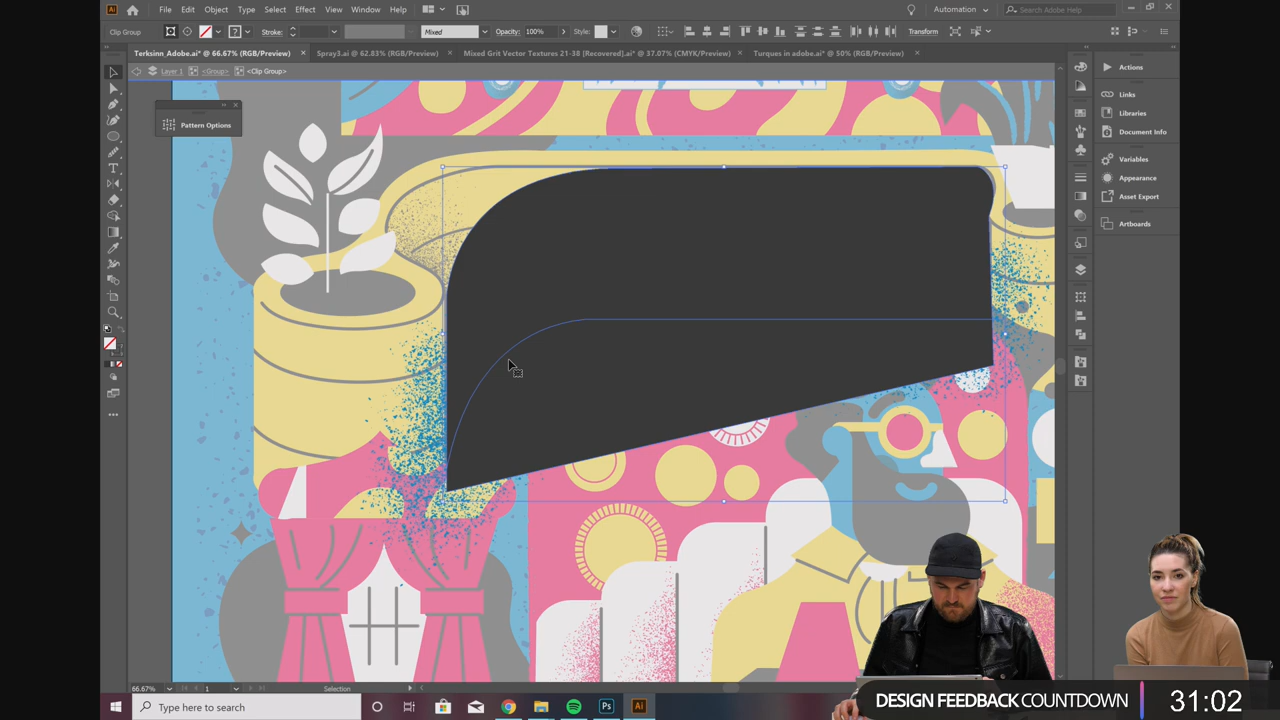 File Edit Object Type Select Effect View Window Help Automation Search Adobe Help
Clip Group Stroke: Mixed Opacity: 100% Style: Transform
Terksinn_Adobe.ai* @ 66.67% (RGB/Preview) Spray3.ai @ 62.83% (RGB/Preview) Mixed Grit Vector Textures 21-38 [Recovered].ai* @ 37.07% (CMYK/Preview) Turques in adobe.ai* @ 50% (RGB/Preview)
Layer 1 <Group> <Clip Group>
Pattern Options
Actions
Links
Libraries
Document Info
Variables
Appearance
Asset Export
Artboards
66.67% 1 Selection
Type here to search
DESIGN FEEDBACK COUNTDOWN 31:02